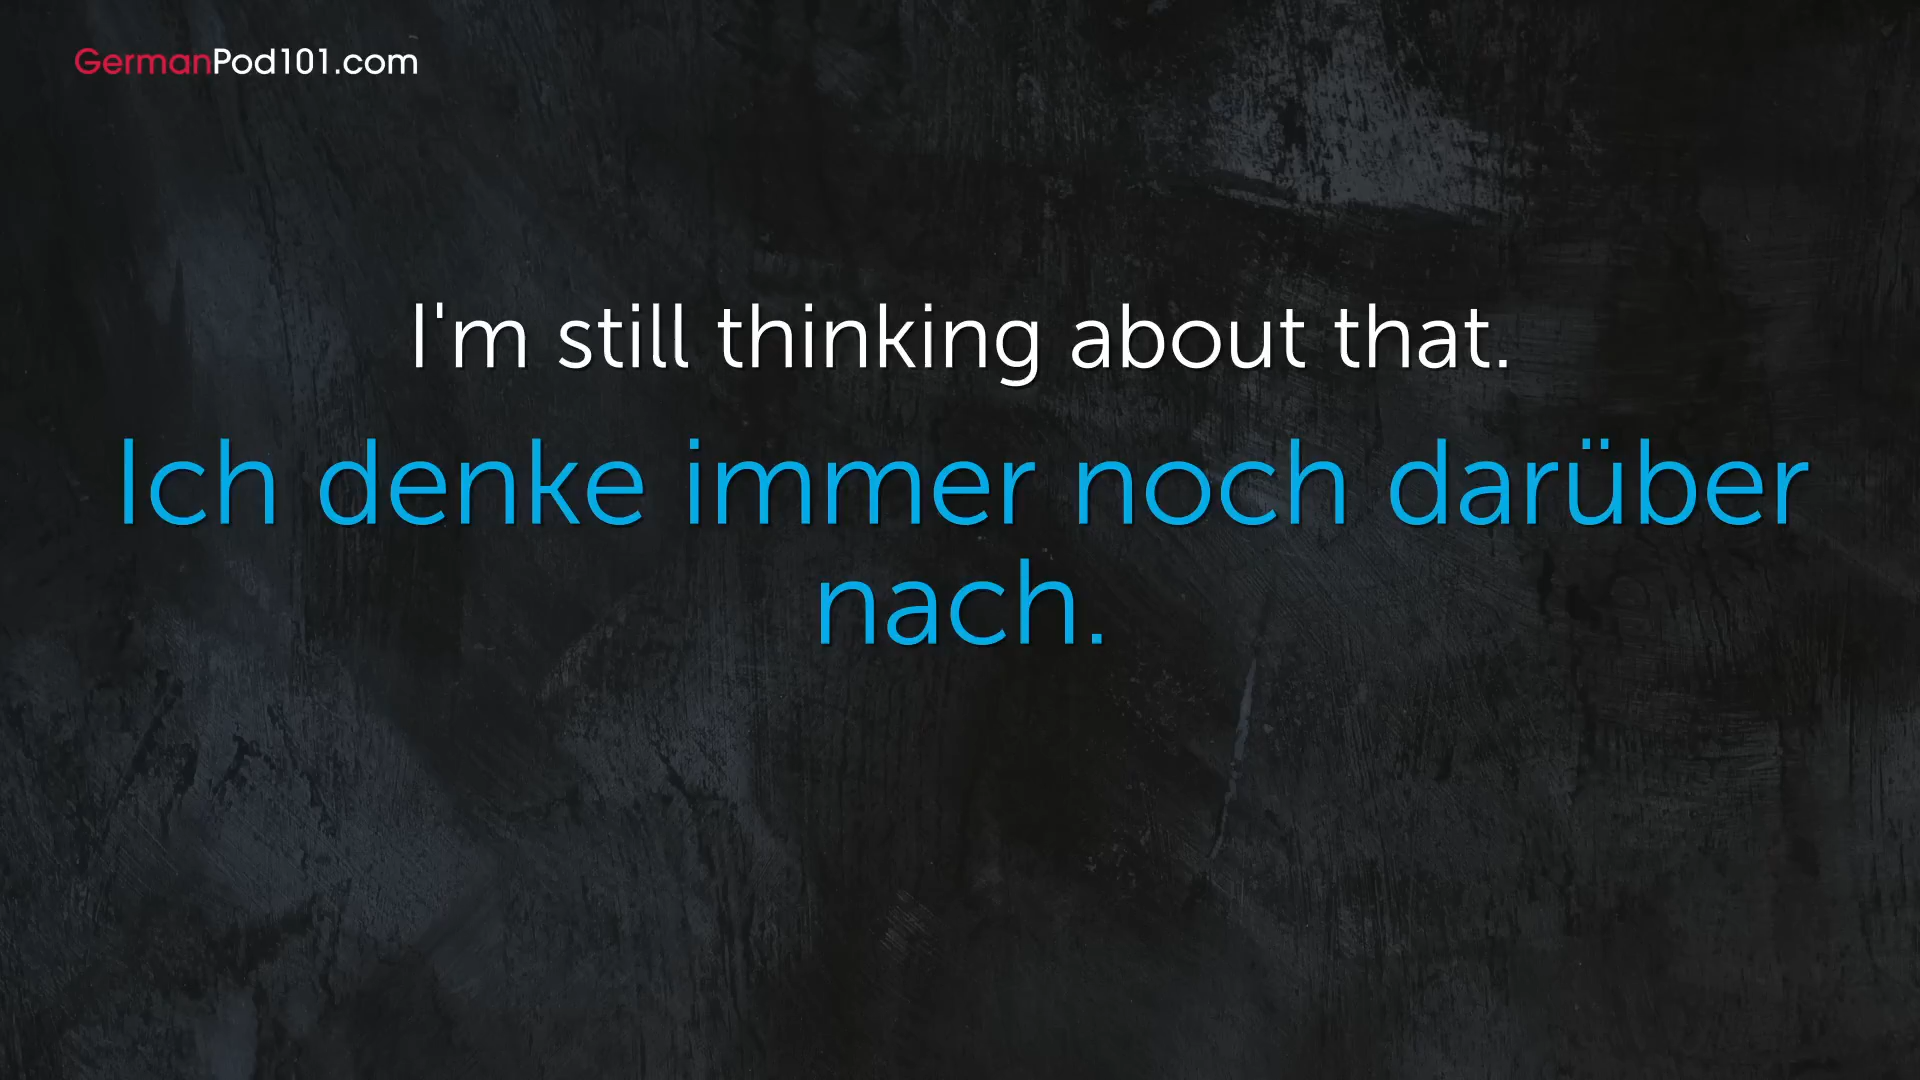 GermanPod101.com
I'm still thinking about that.
Ich denke immer noch darüber
nach.